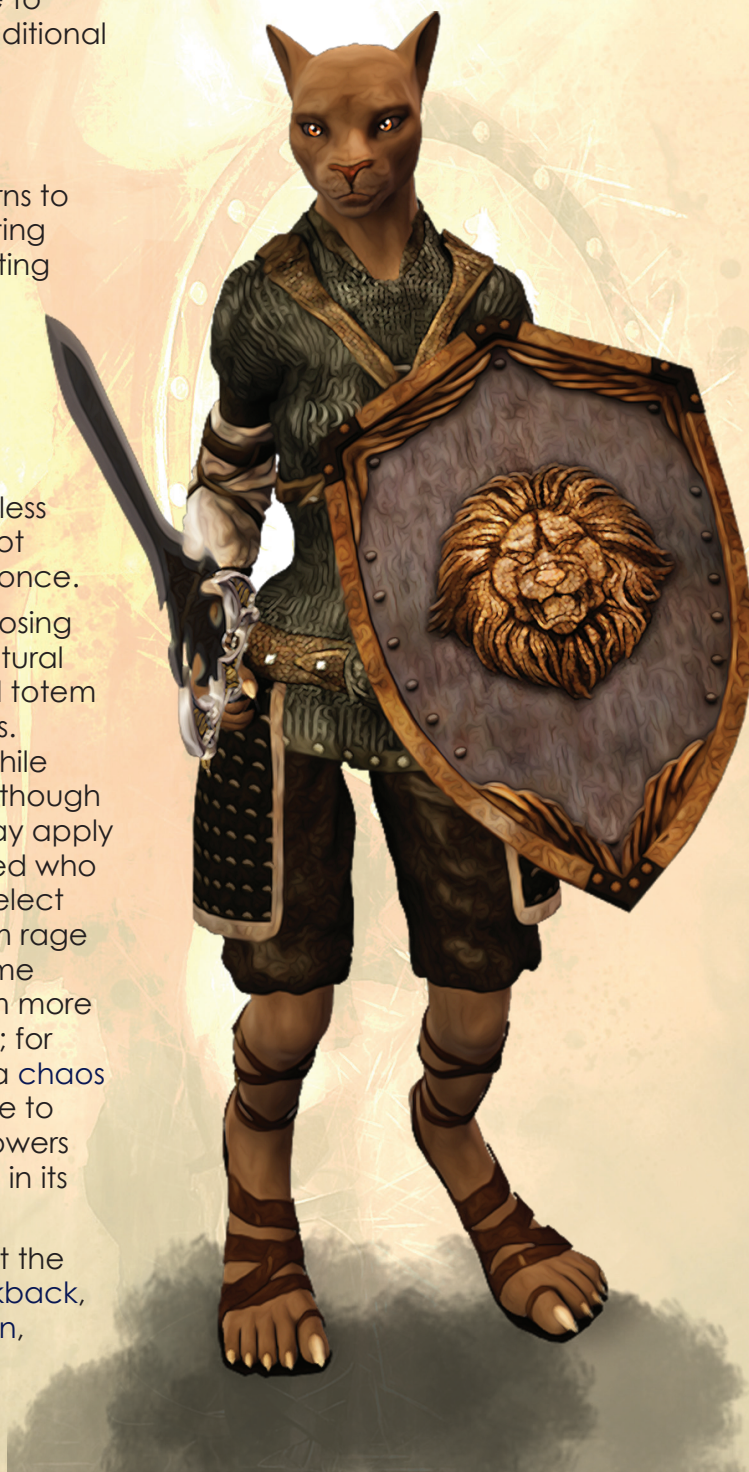 ditional
rns to
ring
ting
less
ot
once.
osing
tural
totem
s.
hile
though
ay apply
ed who
elect
n rage
me
n more
; for
a chaos
e to
owers
in its
t the
kback,
n,